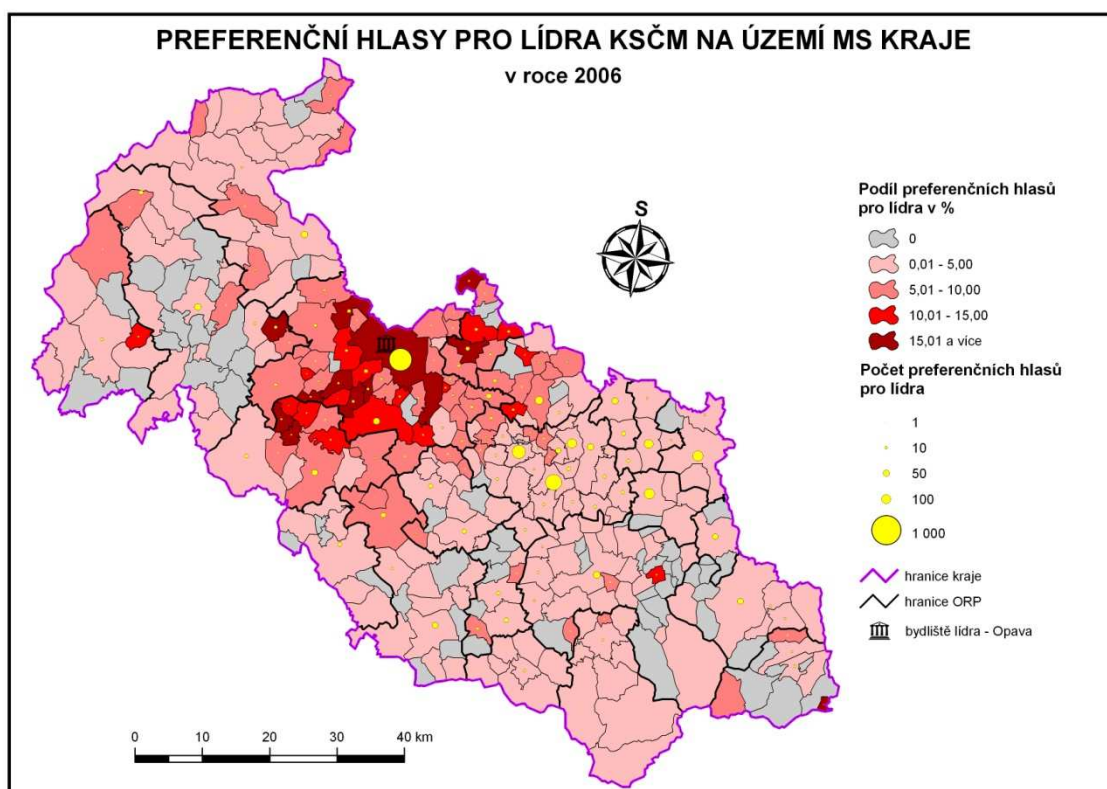 PREFERENČNÍ HLASY PRO LÍDRA KSČM NA ÚZEMÍ MS KRAJE
v roce 2006
S
Podíl preferenčních hlasů
pro lídra v %
0
0,01 - 5,00
5,01 - 10,00
10,01 - 15,00
15,01 a více
Počet preferenčních hlasů
pro lídra
1
10
50
100
1 000
hranice kraje
hranice ORP
bydliště lídra - Opava
0 10 20 30 40 km